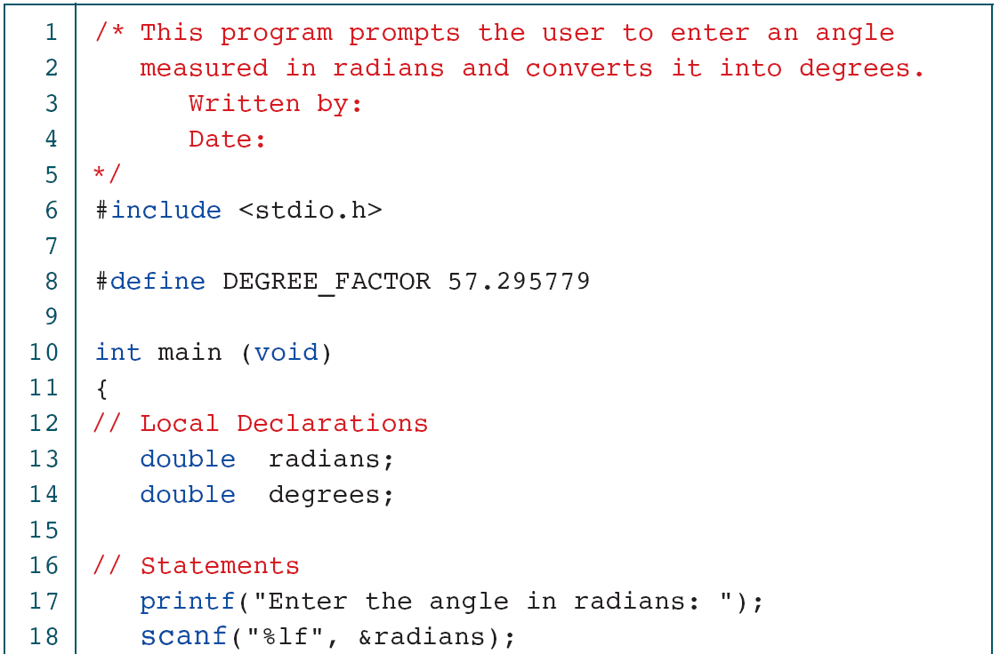 1 /* This program prompts the user to enter an angle
2 measured in radians and converts it into degrees.
3 Written by:
4 Date:
5 */
6 #include <stdio.h>
7
8 #define DEGREE_FACTOR 57.295779
9
10 int main (void)
11 {
12 // Local Declarations
13 double radians;
14 double degrees;
15
16 // Statements
17 printf("Enter the angle in radians: ");
18 scanf("%lf", &radians);